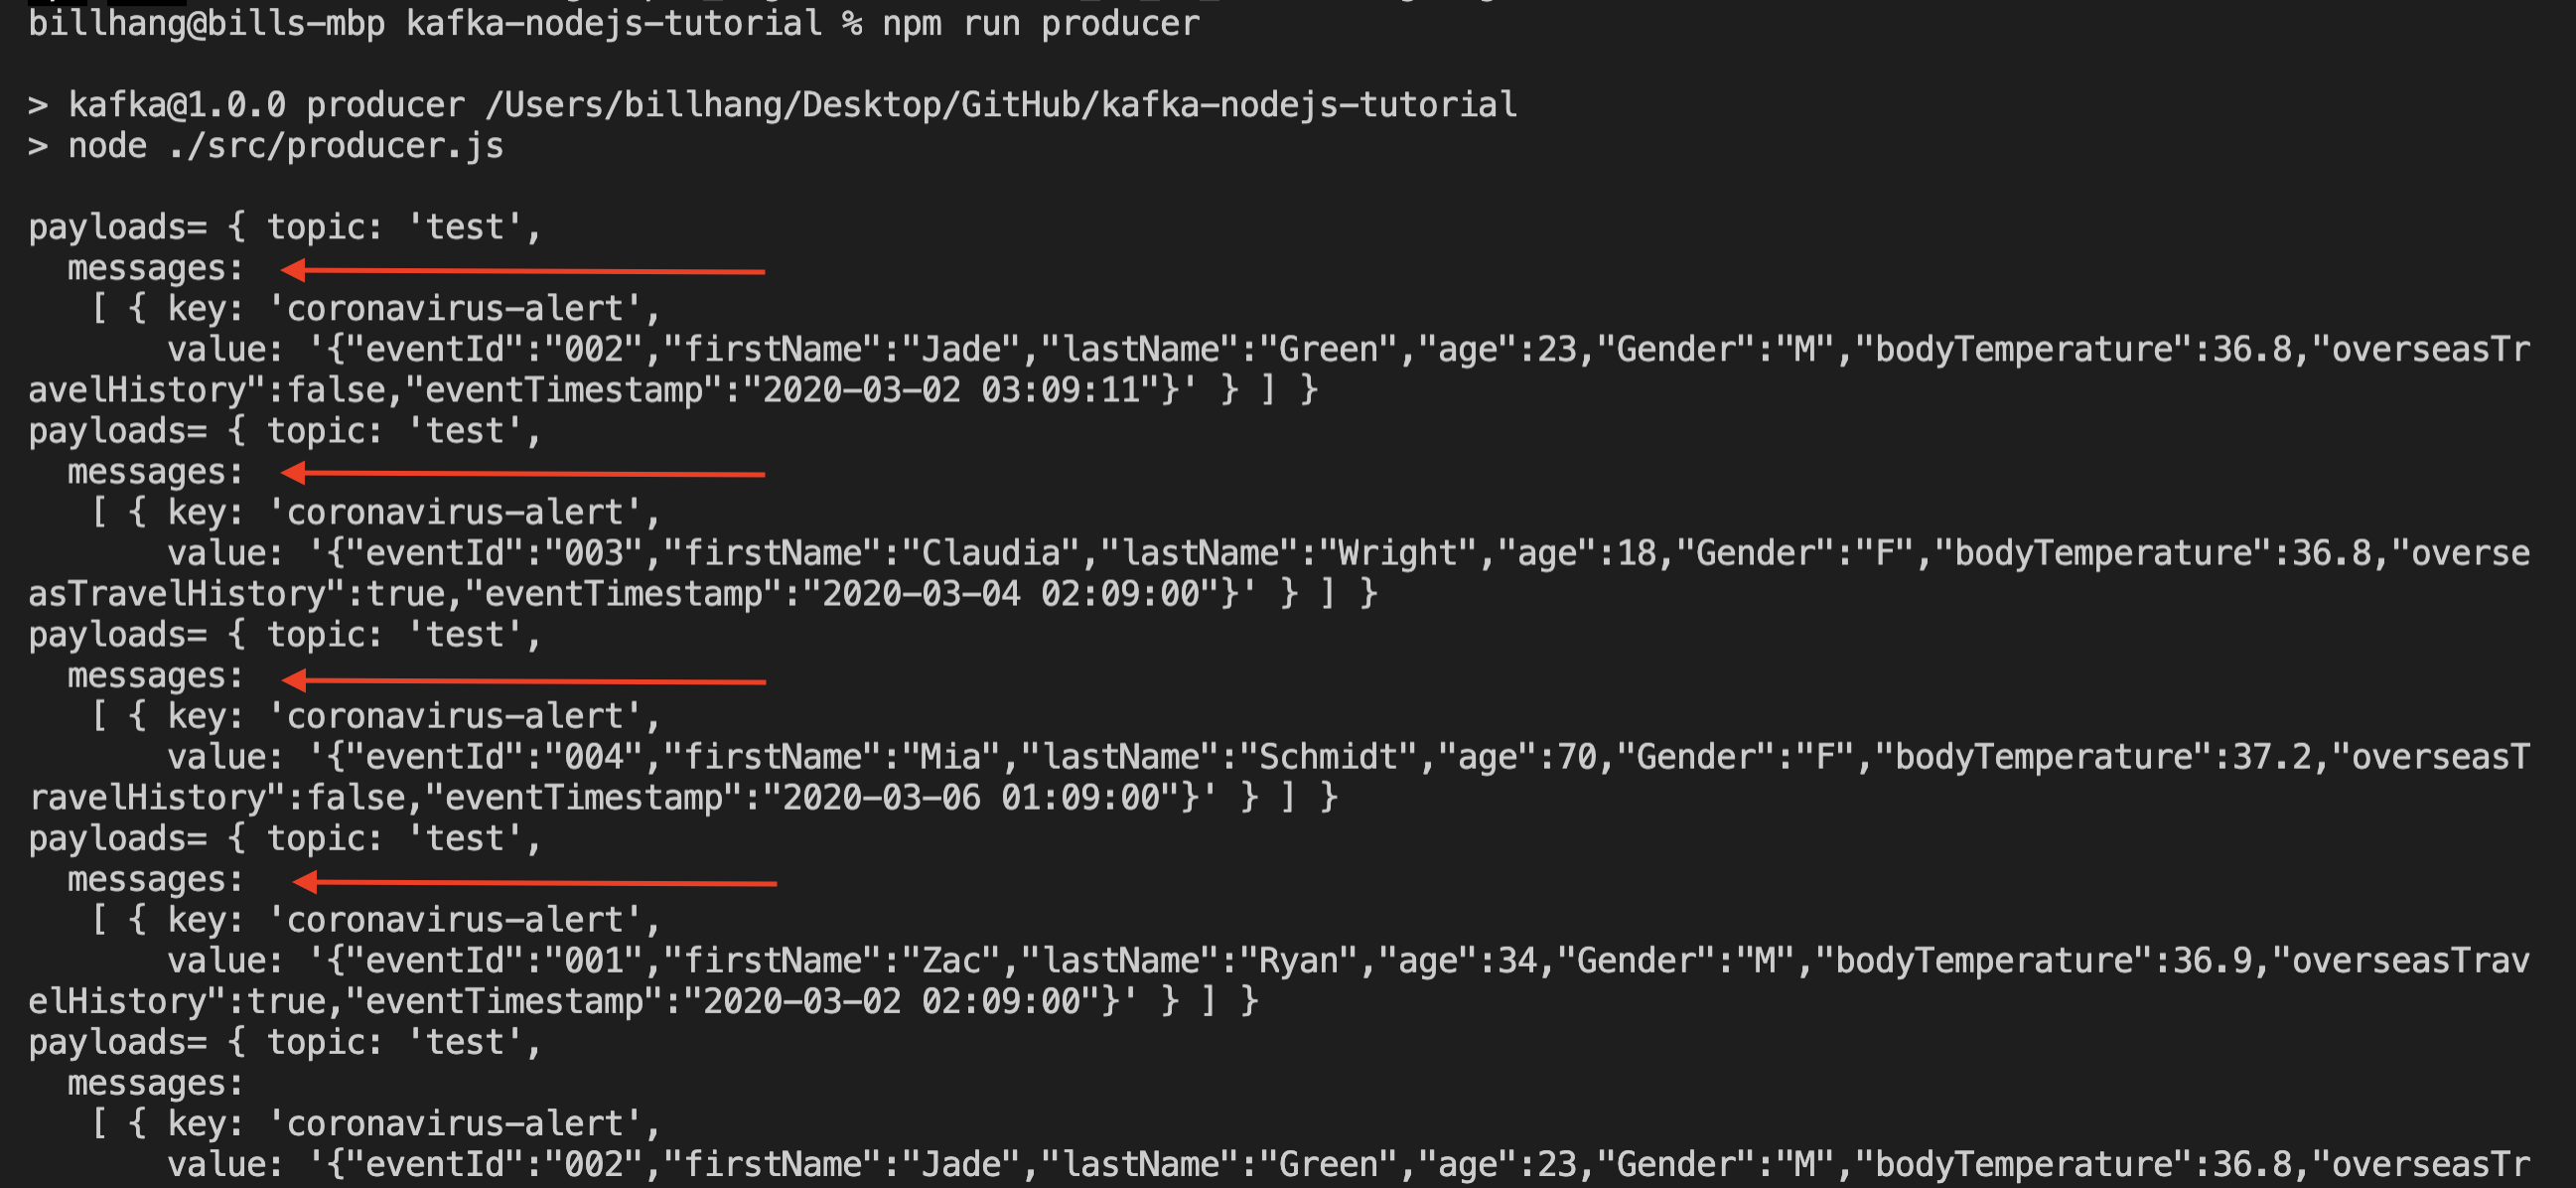 billhang@bills-mbp kafka-nodejs-tutorial % npm run producer
> kafka@1.0.0 producer /Users/billhang/Desktop/GitHub/kafka-nodejs-tutorial
> node ./src/producer.js
payloads= { topic: 'test',
  messages:
   [ { key: 'coronavirus-alert',
       value: '{"eventId":"002","firstName":"Jade","lastName":"Green","age":23,"Gender":"M","bodyTemperature":36.8,"overseasTr
avelHistory":false,"eventTimestamp":"2020-03-02 03:09:11"}' } ] }
payloads= { topic: 'test',
  messages:
   [ { key: 'coronavirus-alert',
       value: '{"eventId":"003","firstName":"Claudia","lastName":"Wright","age":18,"Gender":"F","bodyTemperature":36.8,"overse
asTravelHistory":true,"eventTimestamp":"2020-03-04 02:09:00"}' } ] }
payloads= { topic: 'test',
  messages:
   [ { key: 'coronavirus-alert',
       value: '{"eventId":"004","firstName":"Mia","lastName":"Schmidt","age":70,"Gender":"F","bodyTemperature":37.2,"overseasT
ravelHistory":false,"eventTimestamp":"2020-03-06 01:09:00"}' } ] }
payloads= { topic: 'test',
  messages:
   [ { key: 'coronavirus-alert',
       value: '{"eventId":"001","firstName":"Zac","lastName":"Ryan","age":34,"Gender":"M","bodyTemperature":36.9,"overseasTrav
elHistory":true,"eventTimestamp":"2020-03-02 02:09:00"}' } ] }
payloads= { topic: 'test',
  messages:
   [ { key: 'coronavirus-alert',
       value: '{"eventId":"002","firstName":"Jade","lastName":"Green","age":23,"Gender":"M","bodyTemperature":36.8,"overseasTr